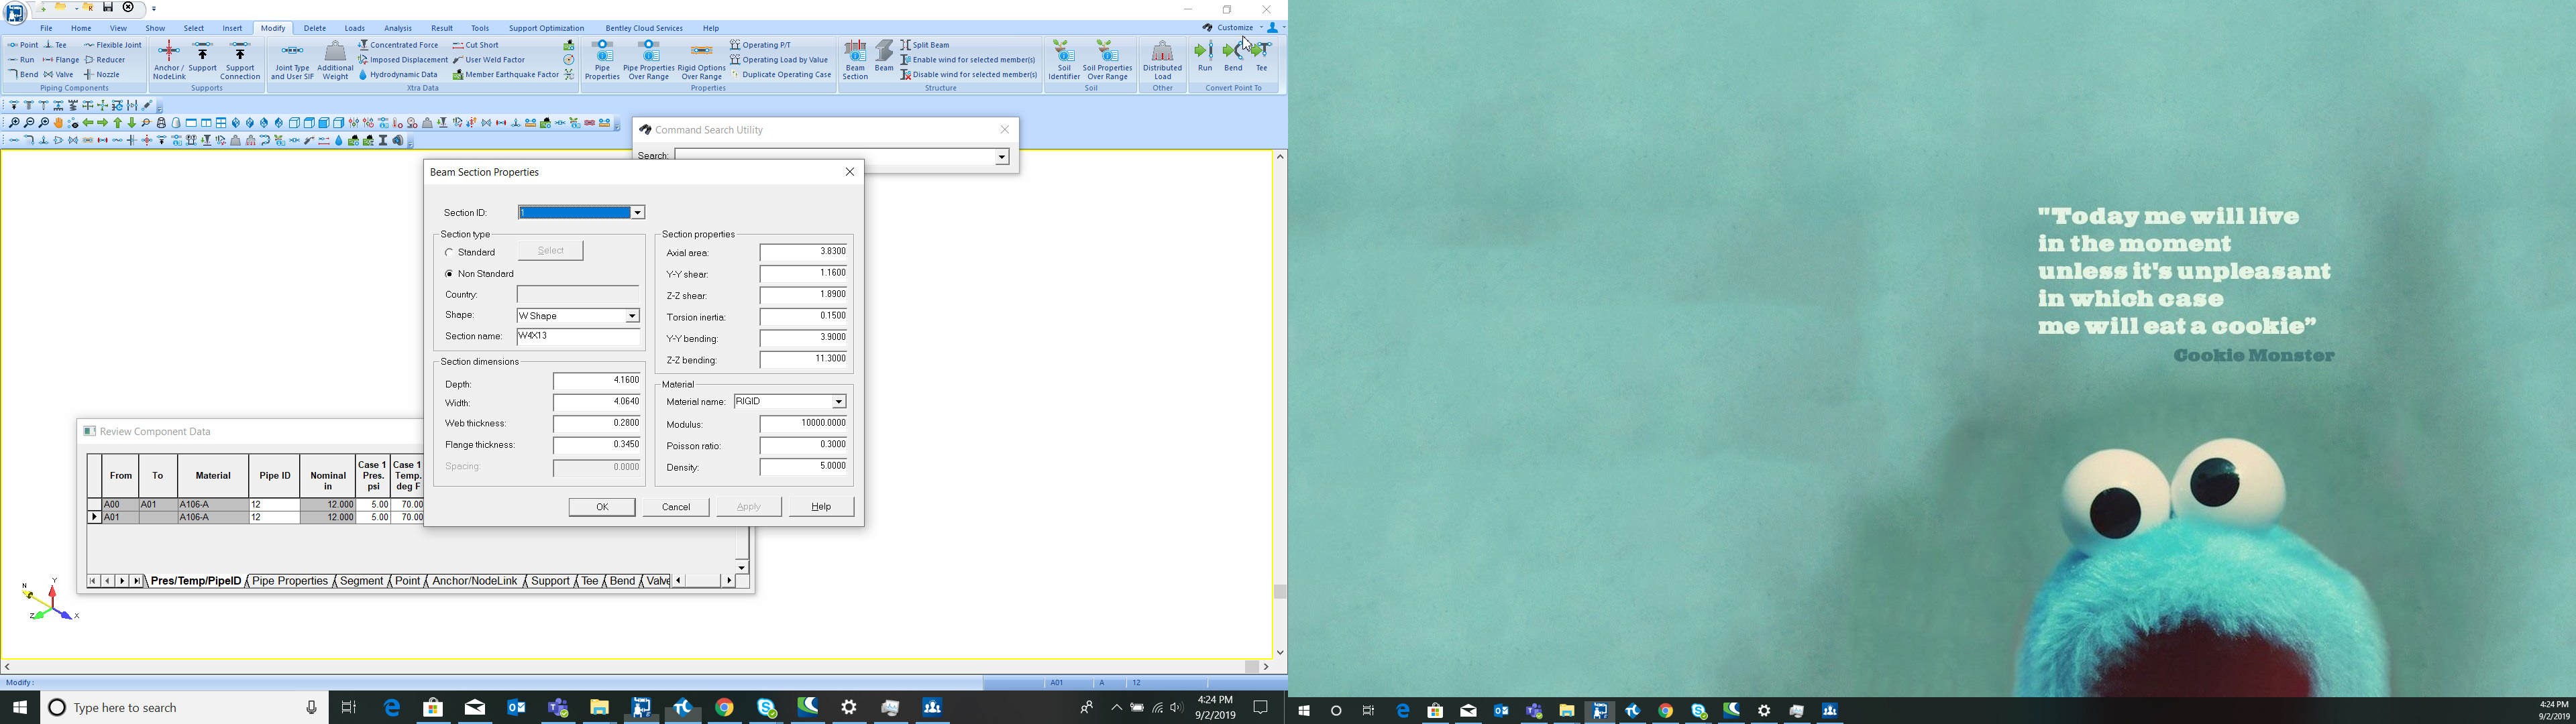 File Home View Show Select Insert Modify Delete Loads Analysis Result Tools Support Optimization Bentley Cloud Services Help Customize
Point Tee Flexible Joint
Run Flange Reducer
Bend Valve Nozzle
Piping Components
Anchor / NodeLink
Support
Support Connection
Supports
Joint Type and User SIF
Additional Weight
Concentrated Force Cut Short
Imposed Displacement User Weld Factor
Hydrodynamic Data Member Earthquake Factor
Xtra Data
Pipe Properties
Pipe Properties Over Range
Rigid Options Over Range
Operating P/T
Operating Load by Value
Duplicate Operating Case
Properties
Beam Section
Beam
Split Beam
Enable wind for selected member(s)
Disable wind for selected member(s)
Structure
Soil Identifier
Soil Properties Over Range
Soil
Distributed Load
Other
Run Bend Tee
Convert Point To
Command Search Utility
Search:
Beam Section Properties
Section ID: 1
Section type
Standard Select
Non Standard
Country:
Shape: W Shape
Section name: W4X13
Section dimensions
Depth: 4.1600
Width: 4.0640
Web thickness: 0.2800
Flange thickness: 0.3450
Spacing: 0.0000
Section properties
Axial area: 3.8300
Y-Y shear: 1.1600
Z-Z shear: 1.8900
Torsion inertia: 0.1500
Y-Y bending: 3.9000
Z-Z bending: 11.3000
Material
Material name: RIGID
Modulus: 10000.0000
Poisson ratio: 0.3000
Density: 5.0000
OK Cancel Apply Help
Review Component Data
From To Material Pipe ID Nominal in Case 1 Pres. psi Case 1 Temp. deg F
A00 A01 A106-A 12 12.000 5.00 70.00
A01 A106-A 12 12.000 5.00 70.00
Pres/Temp/PipeID Pipe Properties Segment Point Anchor/NodeLink Support Tee Bend Valve
N Y Z X
Modify: A01 A 12
Type here to search
4:24 PM
9/2/2019
"Today me will live
in the moment
unless it's unpleasant
in which case
me will eat a cookie”
Cookie Monster
4:24 PM
9/2/2019